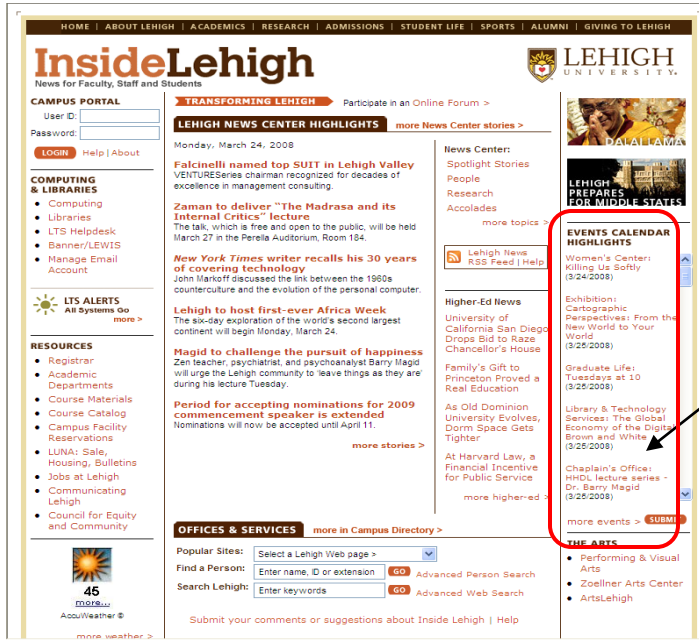 HOME | ABOUT LEHIGH | ACADEMICS | RESEARCH | ADMISSIONS | STUDENT LIFE | SPORTS | ALUMNI | GIVING TO LEHIGH
InsideLehigh
News for Faculty, Staff and Students
LEHIGH
UNIVERSITY.
CAMPUS PORTAL
User ID:
Password:
LOGIN Help | About
COMPUTING
& LIBRARIES
Computing
Libraries
LTS Helpdesk
Banner/LEWIS
Manage Email
Account
LTS ALERTS
All Systems Go
more >
RESOURCES
Registrar
Academic
Departments
Course Materials
Course Catalog
Campus Facility
Reservations
LUNA: Sale,
Housing, Bulletins
Jobs at Lehigh
Communicating
Lehigh
Council for Equity
and Community
45
more...
AccuWeather ®
more weather >
TRANSFORMING LEHIGH Participate in an Online Forum >
LEHIGH NEWS CENTER HIGHLIGHTS more News Center stories >
Monday, March 24, 2008
Falcinelli named top SUIT in Lehigh Valley
VENTURESeries chairman recognized for decades of
excellence in management consulting.
Zaman to deliver “The Madrasa and its
Internal Critics” lecture
The talk, which is free and open to the public, will be held
March 27 in the Perella Auditorium, Room 184.
New York Times writer recalls his 30 years
of covering technology
John Markoff discussed the link between the 1960s
counterculture and the evolution of the personal computer.
Lehigh to host first-ever Africa Week
The six-day exploration of the world's second largest
continent will begin Monday, March 24.
Magid to challenge the pursuit of happiness
Zen teacher, psychiatrist, and psychoanalyst Barry Magid
will urge the Lehigh community to 'leave things as they are'
during his lecture Tuesday.
Period for accepting nominations for 2009
commencement speaker is extended
Nominations will now be accepted until April 11.
more stories >
News Center:
Spotlight Stories
People
Research
Accolades
more topics >
Lehigh News
RSS Feed | Help
Higher-Ed News
University of
California San Diego
Drops Bid to Raze
Chancellor's House
Family's Gift to
Princeton Proved a
Real Education
As Old Dominion
University Evolves,
Dorm Space Gets
Tighter
At Harvard Law, a
Financial Incentive
for Public Service
more higher-ed >
OFFICES & SERVICES more in Campus Directory >
Popular Sites: Select a Lehigh Web page >
Find a Person: Enter name, ID or extension GO Advanced Person Search
Search Lehigh: Enter keywords GO Advanced Web Search
Submit your comments or suggestions about Inside Lehigh | Help
DALAI LAMA
LEHIGH
PREPARES
FOR MIDDLE STATES
EVENTS CALENDAR
HIGHLIGHTS
Women's Center:
Killing Us Softly
(3/24/2008)
Exhibition:
Cartographic
Perspectives: From the
New World to Your
World
(3/25/2008)
Graduate Life:
Tuesdays at 10
(3/25/2008)
Library & Technology
Services: The Global
Economy of the Digital
Brown and White
(3/25/2008)
Chaplain's Office:
HHDL lecture series -
Dr. Barry Magid
(3/25/2008)
more events > SUBMIT
THE ARTS
Performing & Visual
Arts
Zoellner Arts Center
ArtsLehigh